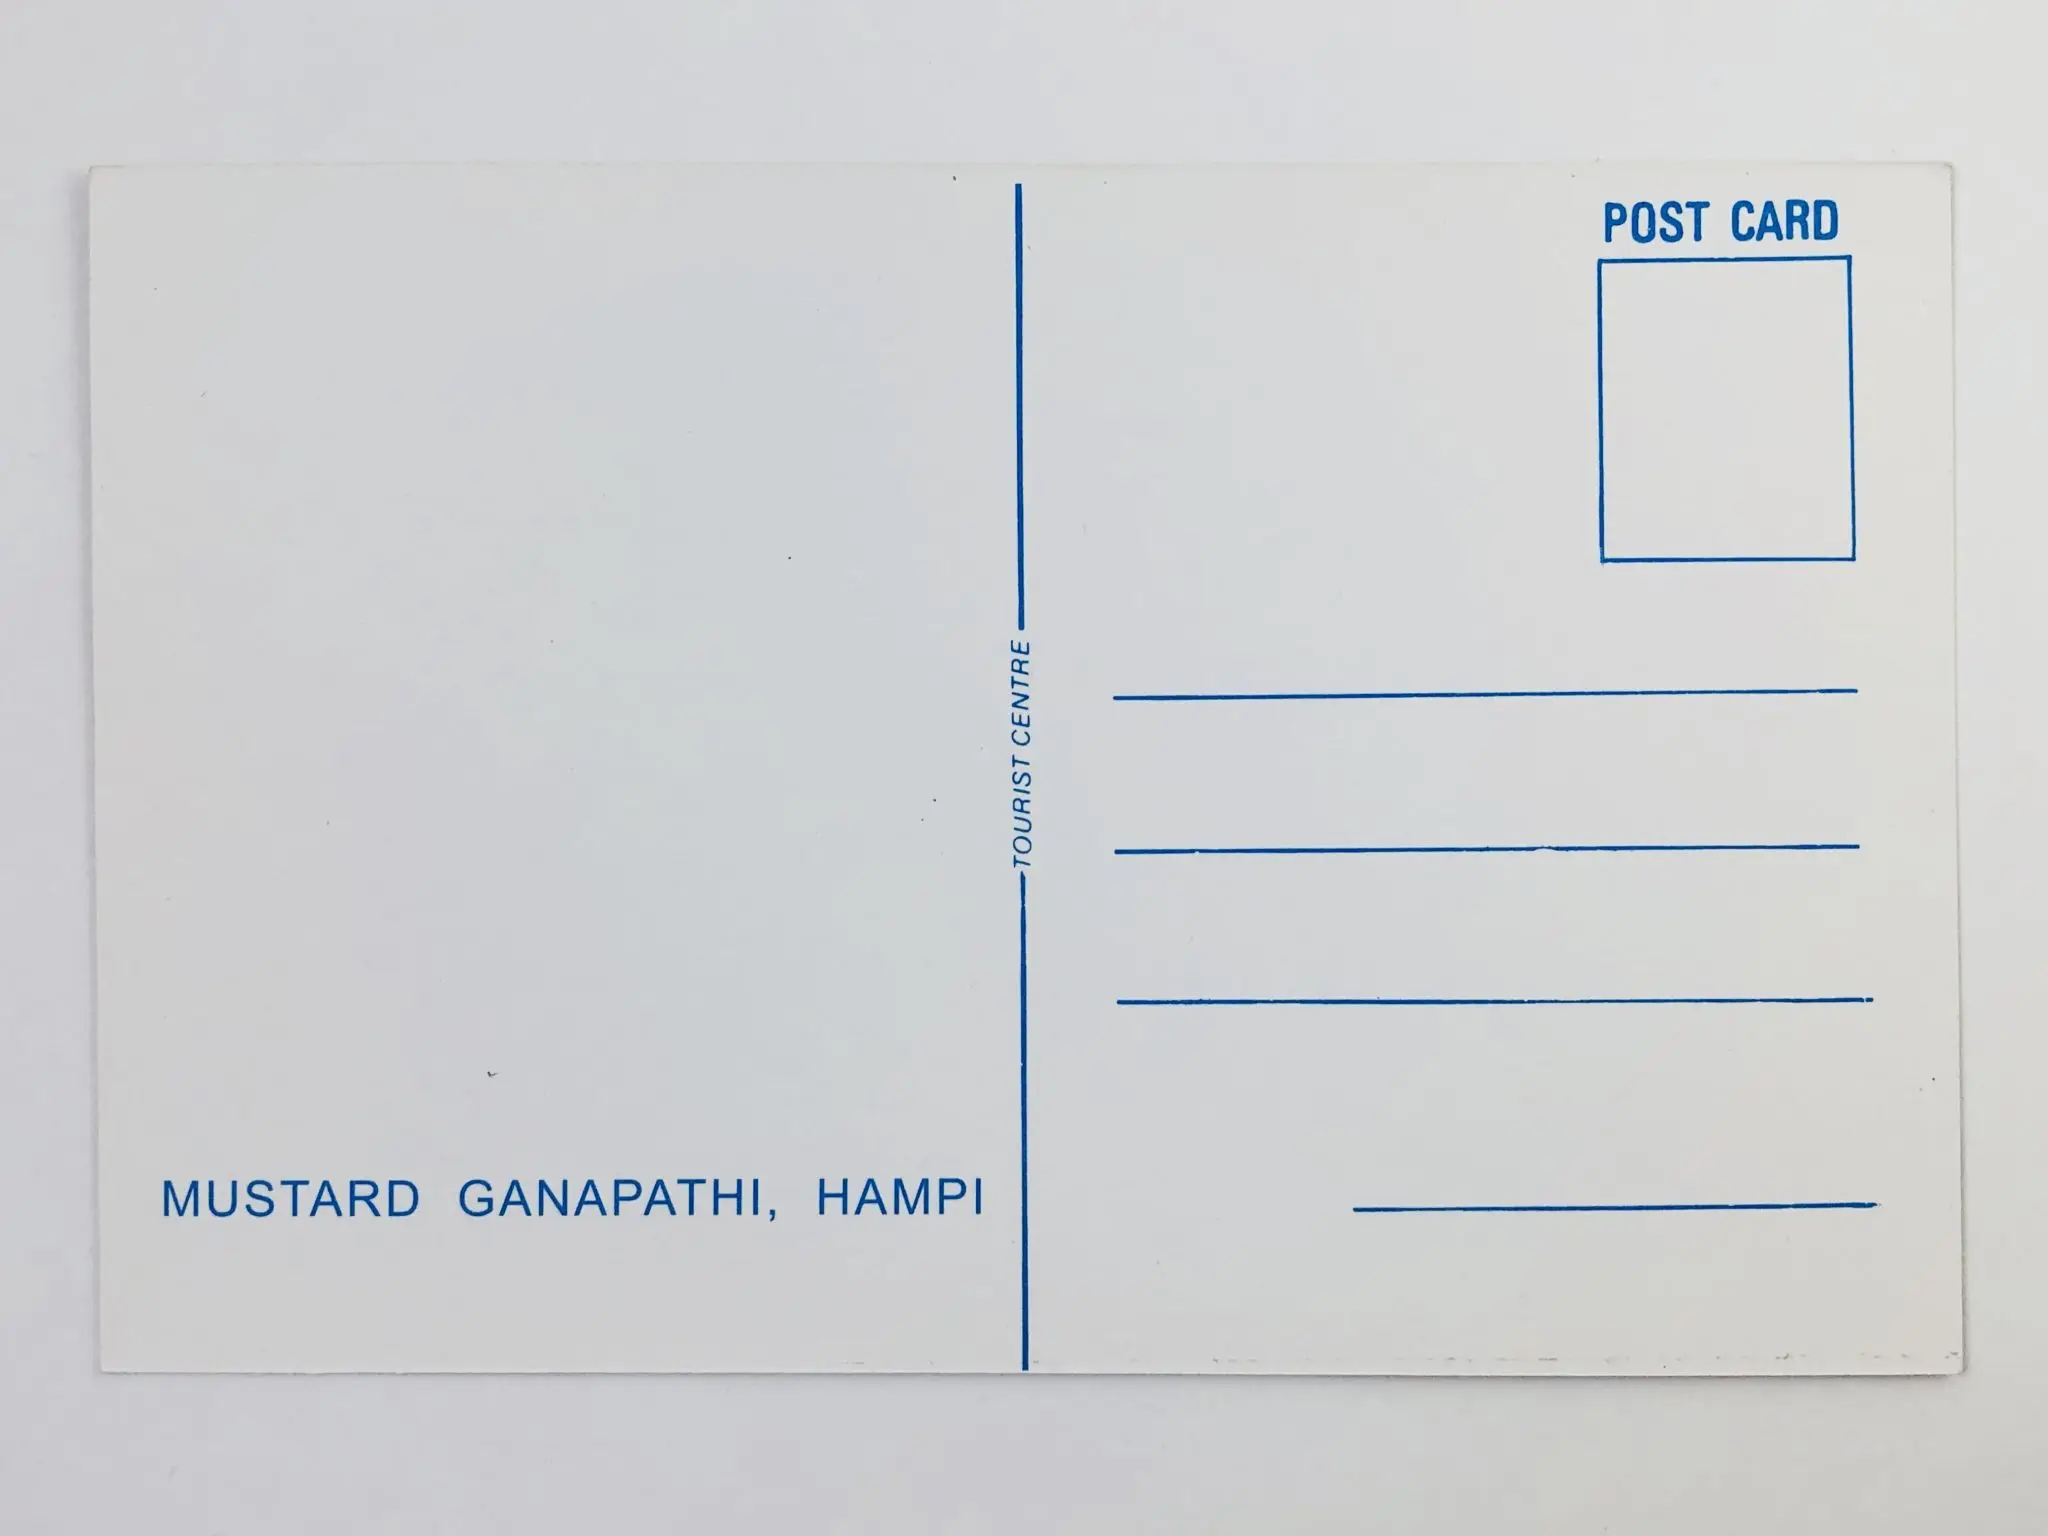 POST CARD
TOURIST CENTRE
MUSTARD GANAPATHI, HAMPI